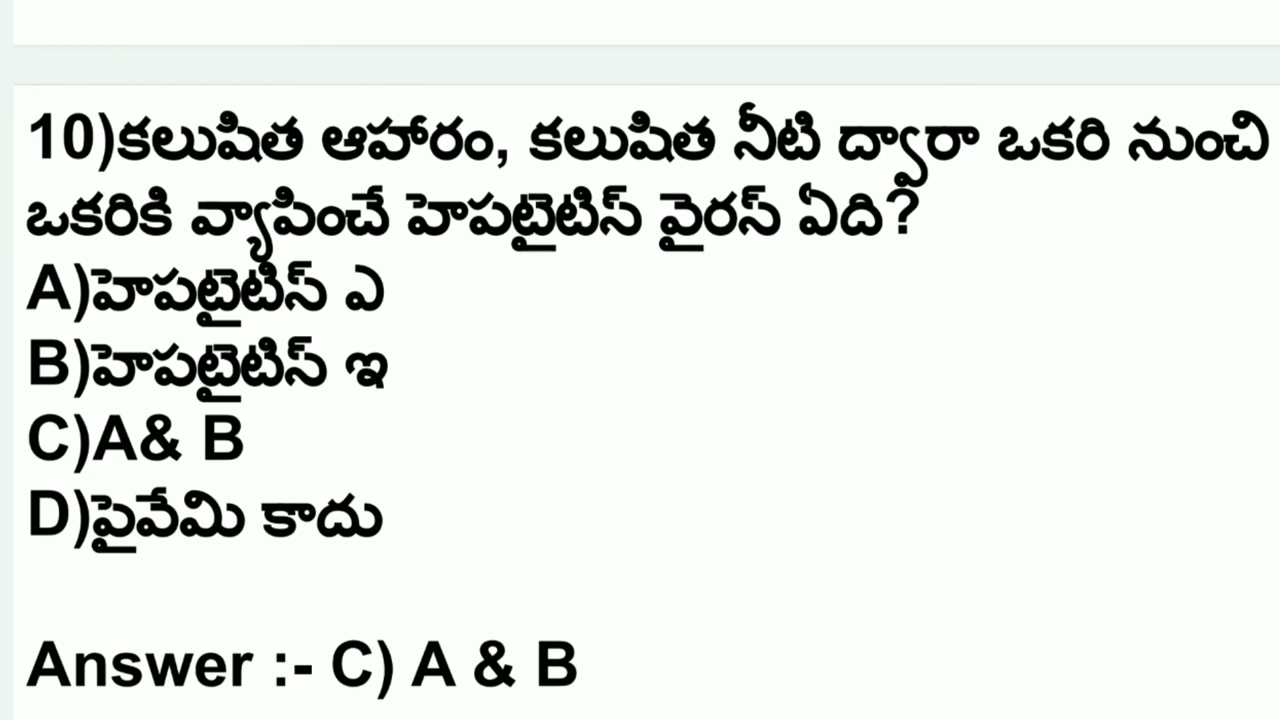 10)కలుషిత ఆహారం, కలుషిత నీటి ద్వారా ఒకరి నుంచి
ఒకరికి వ్యాపించే హెపటైటిస్ వైరస్ ఏది?
A)హెపటైటిస్ ఎ
B)హెపటైటిస్ ఇ
C)A& B
D)పైవేమి కాదు
Answer :- C) A & B